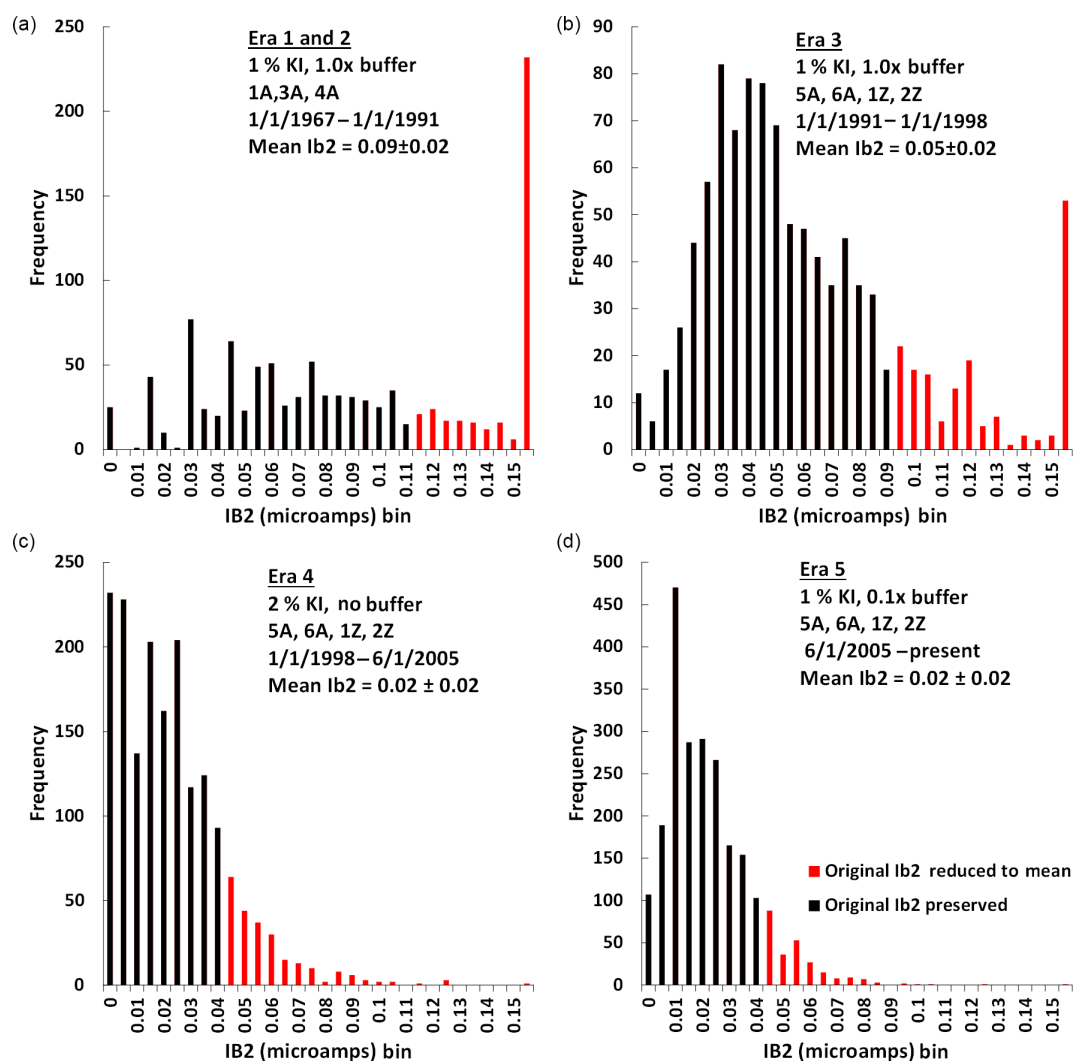 (a)
250
200
150
100
50
0
Frequency
Era 1 and 2
1 % KI, 1.0x buffer
1A,3A, 4A
1/1/1967–1/1/1991
Mean Ib2 = 0.09±0.02
0 0.01 0.02 0.03 0.04 0.05 0.06 0.07 0.08 0.09 0.1 0.11 0.12 0.13 0.14 0.15
IB2 (microamps) bin
(b)
90
80
70
60
50
40
30
20
10
0
Frequency
Era 3
1 % KI, 1.0x buffer
5A, 6A, 1Z, 2Z
1/1/1991–1/1/1998
Mean Ib2 = 0.05±0.02
0 0.01 0.02 0.03 0.04 0.05 0.06 0.07 0.08 0.09 0.1 0.11 0.12 0.13 0.14 0.15
IB2 (microamps) bin
(c)
250
200
150
100
50
0
Frequency
Era 4
2 % KI, no buffer
5A, 6A, 1Z, 2Z
1/1/1998–6/1/2005
Mean Ib2 = 0.02 ± 0.02
0 0.01 0.02 0.03 0.04 0.05 0.06 0.07 0.08 0.09 0.1 0.11 0.12 0.13 0.14 0.15
IB2 (microamps) bin
(d)
500
450
400
350
300
250
200
150
100
50
0
Frequency
Era 5
1 % KI, 0.1x buffer
5A, 6A, 1Z, 2Z
6/1/2005 –present
Mean Ib2 = 0.02 ± 0.02
Original Ib2 reduced to mean
Original Ib2 preserved
0 0.01 0.02 0.03 0.04 0.05 0.06 0.07 0.08 0.09 0.1 0.11 0.12 0.13 0.14 0.15
IB2 (microamps) bin